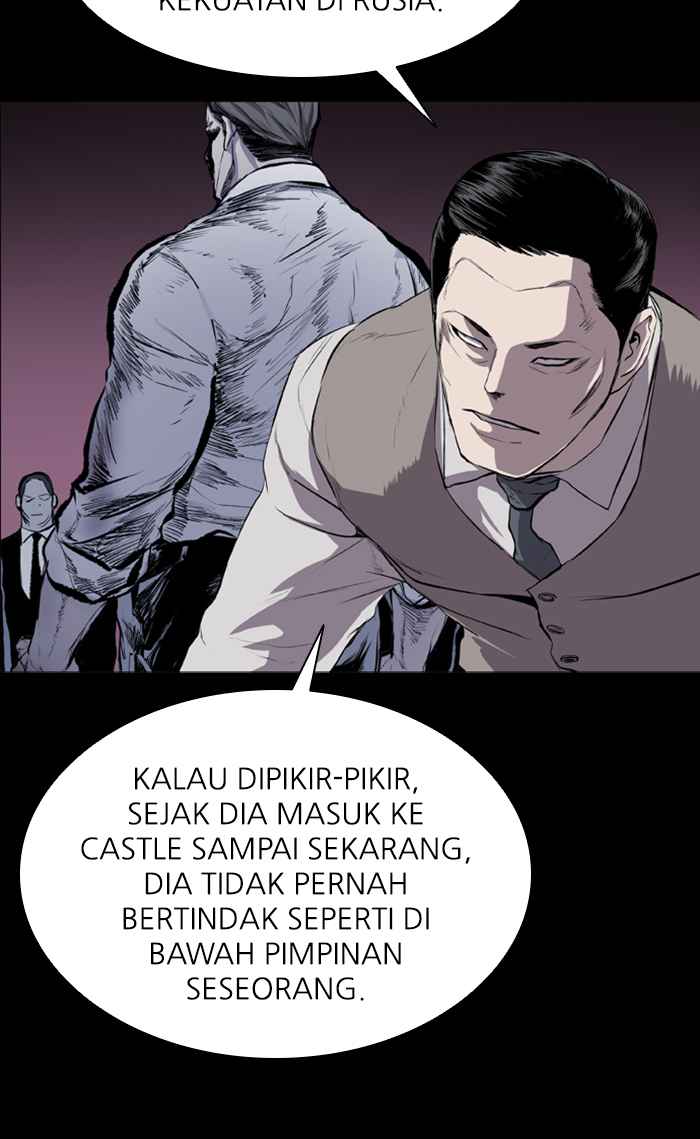 KEKUATAN DI RUSIA.
KALAU DIPIKIR-PIKIR,
SEJAK DIA MASUK KE
CASTLE SAMPAI SEKARANG,
DIA TIDAK PERNAH
BERTINDAK SEPERTI DI
BAWAH PIMPINAN
SESEORANG.